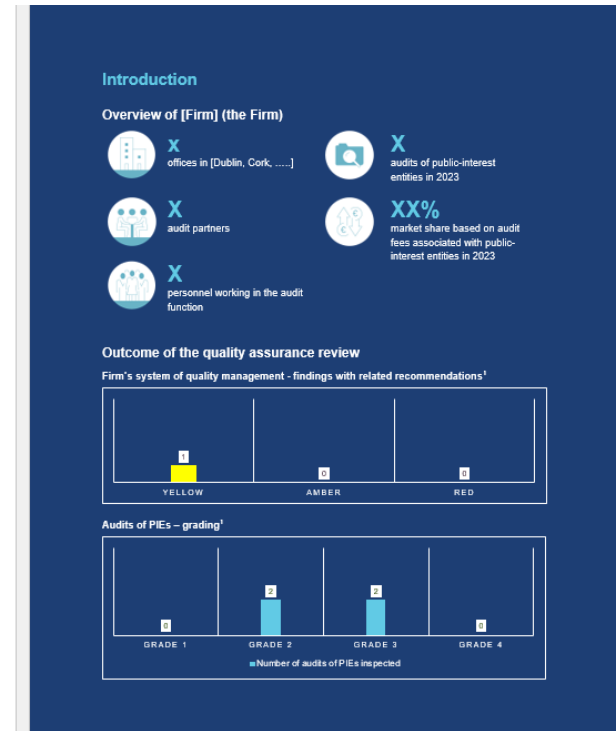 Introduction
Overview of [Firm] (the Firm)
X
offices in [Dublin, Cork, .....]
X
audits of public-interest
entities in 2023
X
audit partners
XX%
market share based on audit
fees associated with public-
interest entities in 2023
X
personnel working in the audit
function
Outcome of the quality assurance review
Firm's system of quality management - findings with related recommendations¹
1
0
0
YELLOW
AMBER
RED
Audits of PIEs – grading¹
0
2
2
0
GRADE 1
GRADE 2
GRADE 3
GRADE 4
Number of audits of PIEs inspected